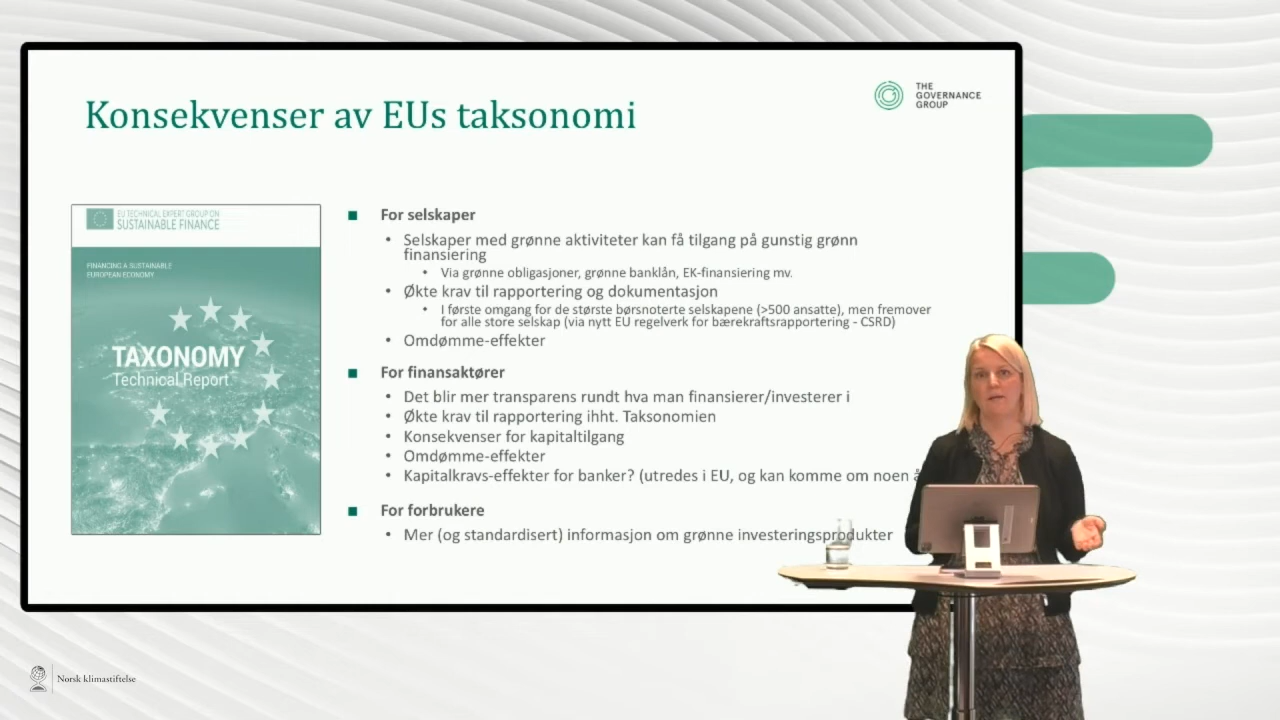 Konsekvenser av EUs taksonomi
THE
GOVERNANCE
GROUP
EU TECHNICAL EXPERT GROUP ON
SUSTAINABLE FINANCE
FINANCING A SUSTAINABLE
EUROPEAN ECONOMY
TAXONOMY
Technical Report
For selskaper
Selskaper med grønne aktiviteter kan få tilgang på gunstig grønn
finansiering
Via grønne obligasjoner, grønne banklån, EK-finansiering mv.
Økte krav til rapportering og dokumentasjon
I første omgang for de største børsnoterte selskapene (>500 ansatte), men fremover
for alle store selskap (via nytt EU regelverk for bærekraftsrapportering - CSRD)
Omdømme-effekter
For finansaktører
Det blir mer transparens rundt hva man finansierer/investerer i
Økte krav til rapportering ihht. Taksonomien
Konsekvenser for kapitaltilgang
Omdømme-effekter
Kapitalkravs-effekter for banker? (utredes i EU, og kan komme om noen
For forbrukere
Mer (og standardisert) informasjon om grønne investeringsprodukter
Norsk klimastiftelse